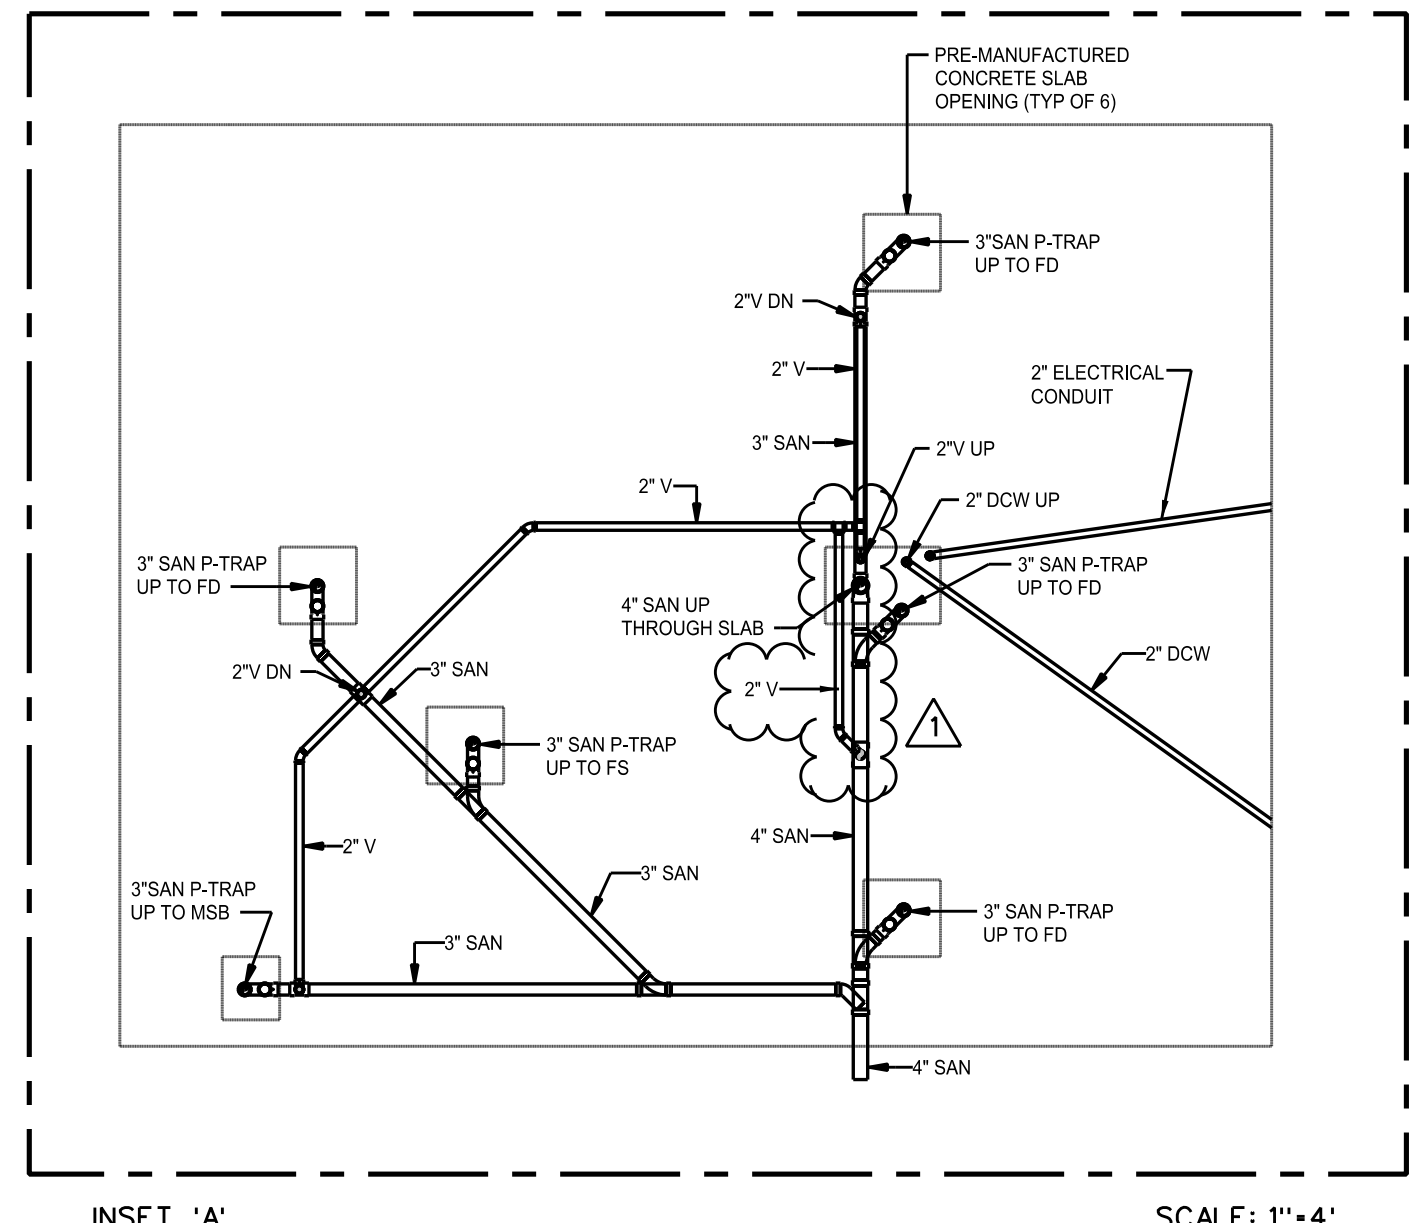 PRE-MANUFACTURED
CONCRETE SLAB
OPENING (TYP OF 6)
3"SAN P-TRAP
UP TO FD
2"V DN
2" V
2" ELECTRICAL
CONDUIT
3" SAN
2"V UP
2" V
2" DCW UP
3" SAN P-TRAP
UP TO FD
3" SAN P-TRAP
UP TO FD
4" SAN UP
THROUGH SLAB
2" DCW
2"V DN
3" SAN
2" V
1
3" SAN P-TRAP
UP TO FS
4" SAN
2" V
3" SAN
3"SAN P-TRAP
UP TO MSB
3" SAN P-TRAP
UP TO FD
3" SAN
4" SAN
INSET 'A'
SCALE: 1"=4'